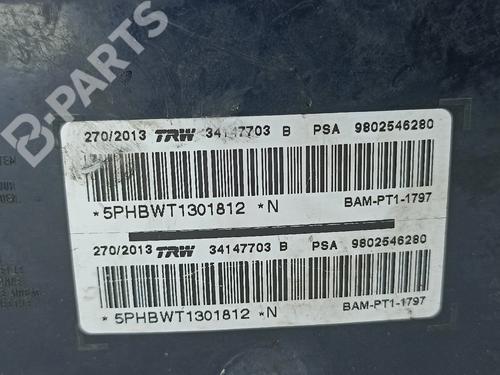 B-PARTS
270/2013 TRW 34147703 B PSA 9802546280
*5PHBWT1301812 *N BAM-PT1-1797
270/2013 TRW 34147703 B PSA 9802546280
*5PHBWT1301812 *N BAM-PT1-1797